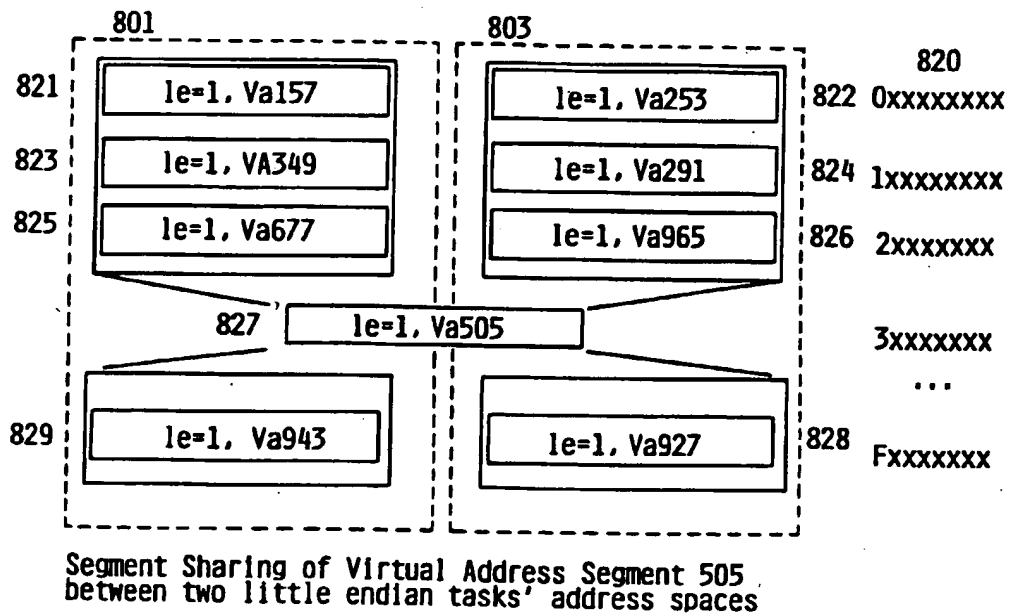 801 803
820
821 le=1, Va157 le=1, Va253 822 0xxxxxxxx
823 le=1, VA349 le=1, Va291 824 1xxxxxxxx
825 le=1, Va677 le=1, Va965 826 2xxxxxxx
827 le=1, Va505 3xxxxxxx
...
829 le=1, Va943 le=1, Va927 828 Fxxxxxxx
Segment Sharing of Virtual Address Segment 505
between two little endian tasks' address spaces